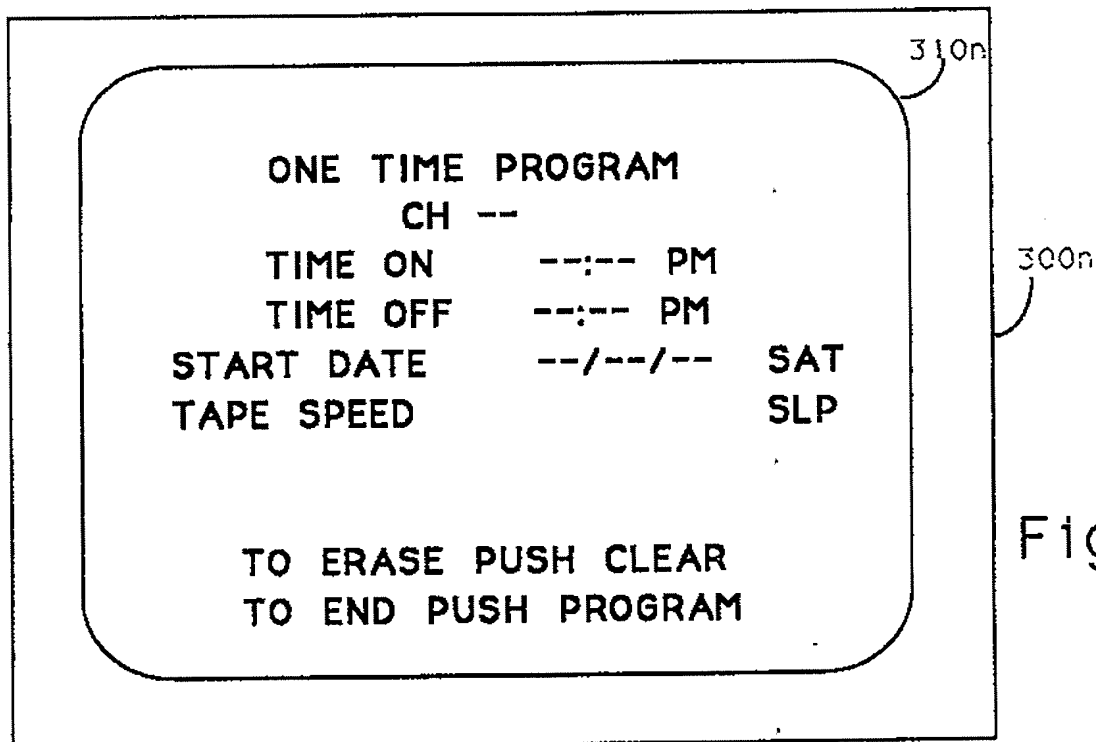 310n
ONE TIME PROGRAM
CH --
TIME ON --:-- PM
300n
TIME OFF --:-- PM
START DATE --/--/-- SAT
TAPE SPEED SLP
Fig
TO ERASE PUSH CLEAR
TO END PUSH PROGRAM